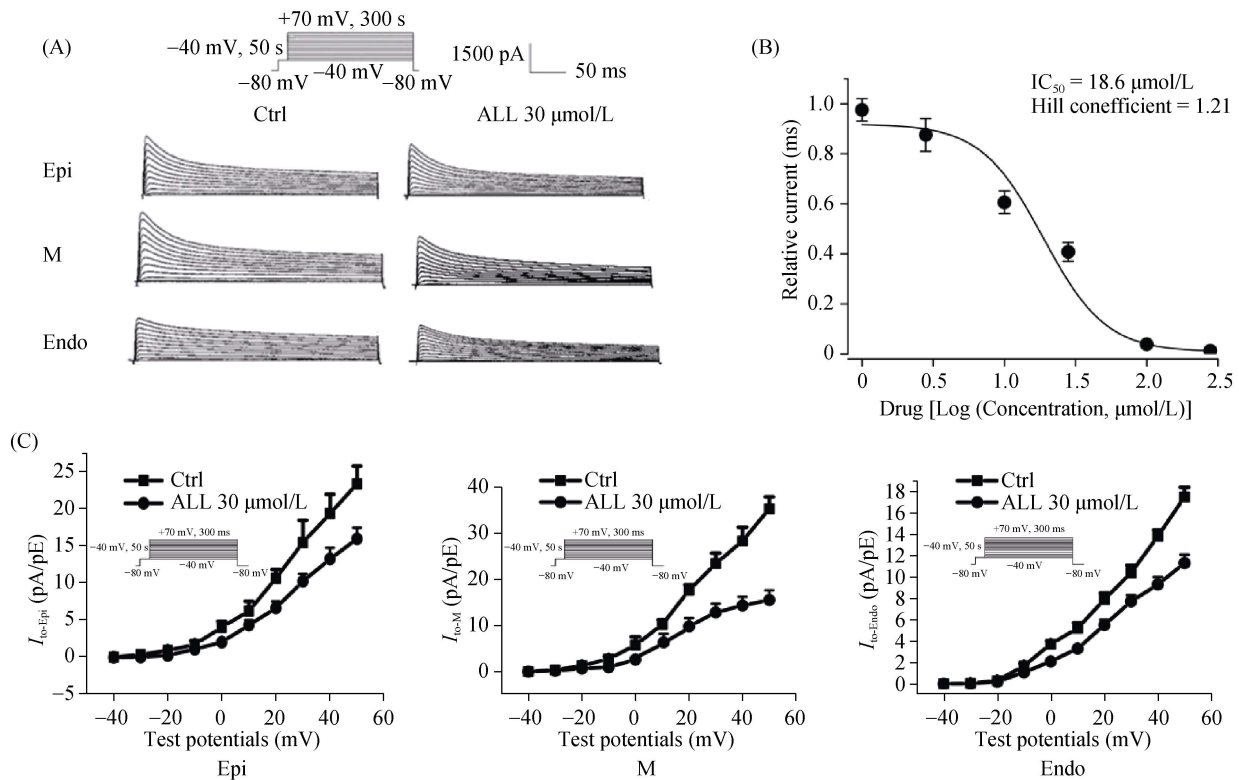 (A)
+70 mV, 300 s
−40 mV, 50 s
−40 mV
−80 mV
−80 mV
1500 pA
50 ms
Ctrl
ALL 30 μmol/L
Epi
M
Endo
(B)
IC50 = 18.6 μmol/L
Hill conefficient = 1.21
Relative current (ms)
1.0
0.8
0.6
0.4
0.2
0
0 0.5 1.0 1.5 2.0 2.5
Drug [Log (Concentration, μmol/L)]
(C)
Ito-Epi (pA/pE)
25
20
15
10
5
0
−5
Ctrl
ALL 30 μmol/L
+70 mV, 300 ms
−40 mV, 50 s
−80 mV
−40 mV
−80 mV
−40 −20 0 20 40 60
Test potentials (mV)
Epi
Ito-M (pA/pE)
40
30
20
10
0
Ctrl
ALL 30 μmol/L
+70 mV, 300 ms
−40 mV, 50 s
−80 mV
−40 mV
−80 mV
−40 −20 0 20 40 60
Test potentials (mV)
M
Ito-Endo (pA/pE)
18
16
14
12
10
8
6
4
2
0
Ctrl
ALL 30 μmol/L
+70 mV, 300 ms
−40 mV, 50 s
−80 mV
−40 mV
−80 mV
−40 −20 0 20 40 60
Test potentials (mV)
Endo